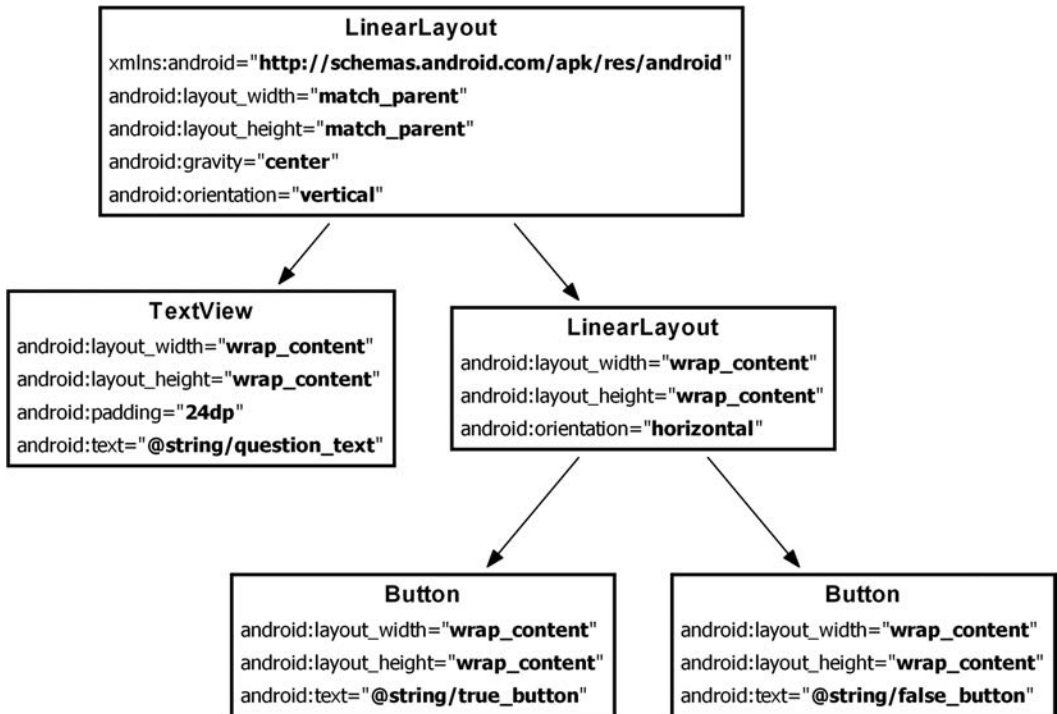 LinearLayout
xmlns:android="http://schemas.android.com/apk/res/android"
android:layout_width="match_parent"
android:layout_height="match_parent"
android:gravity="center"
android:orientation="vertical"
TextView
android:layout_width="wrap_content"
android:layout_height="wrap_content"
android:padding="24dp"
android:text="@string/question_text"
LinearLayout
android:layout_width="wrap_content"
android:layout_height="wrap_content"
android:orientation="horizontal"
Button
android:layout_width="wrap_content"
android:layout_height="wrap_content"
android:text="@string/true_button"
Button
android:layout_width="wrap_content"
android:layout_height="wrap_content"
android:text="@string/false_button"